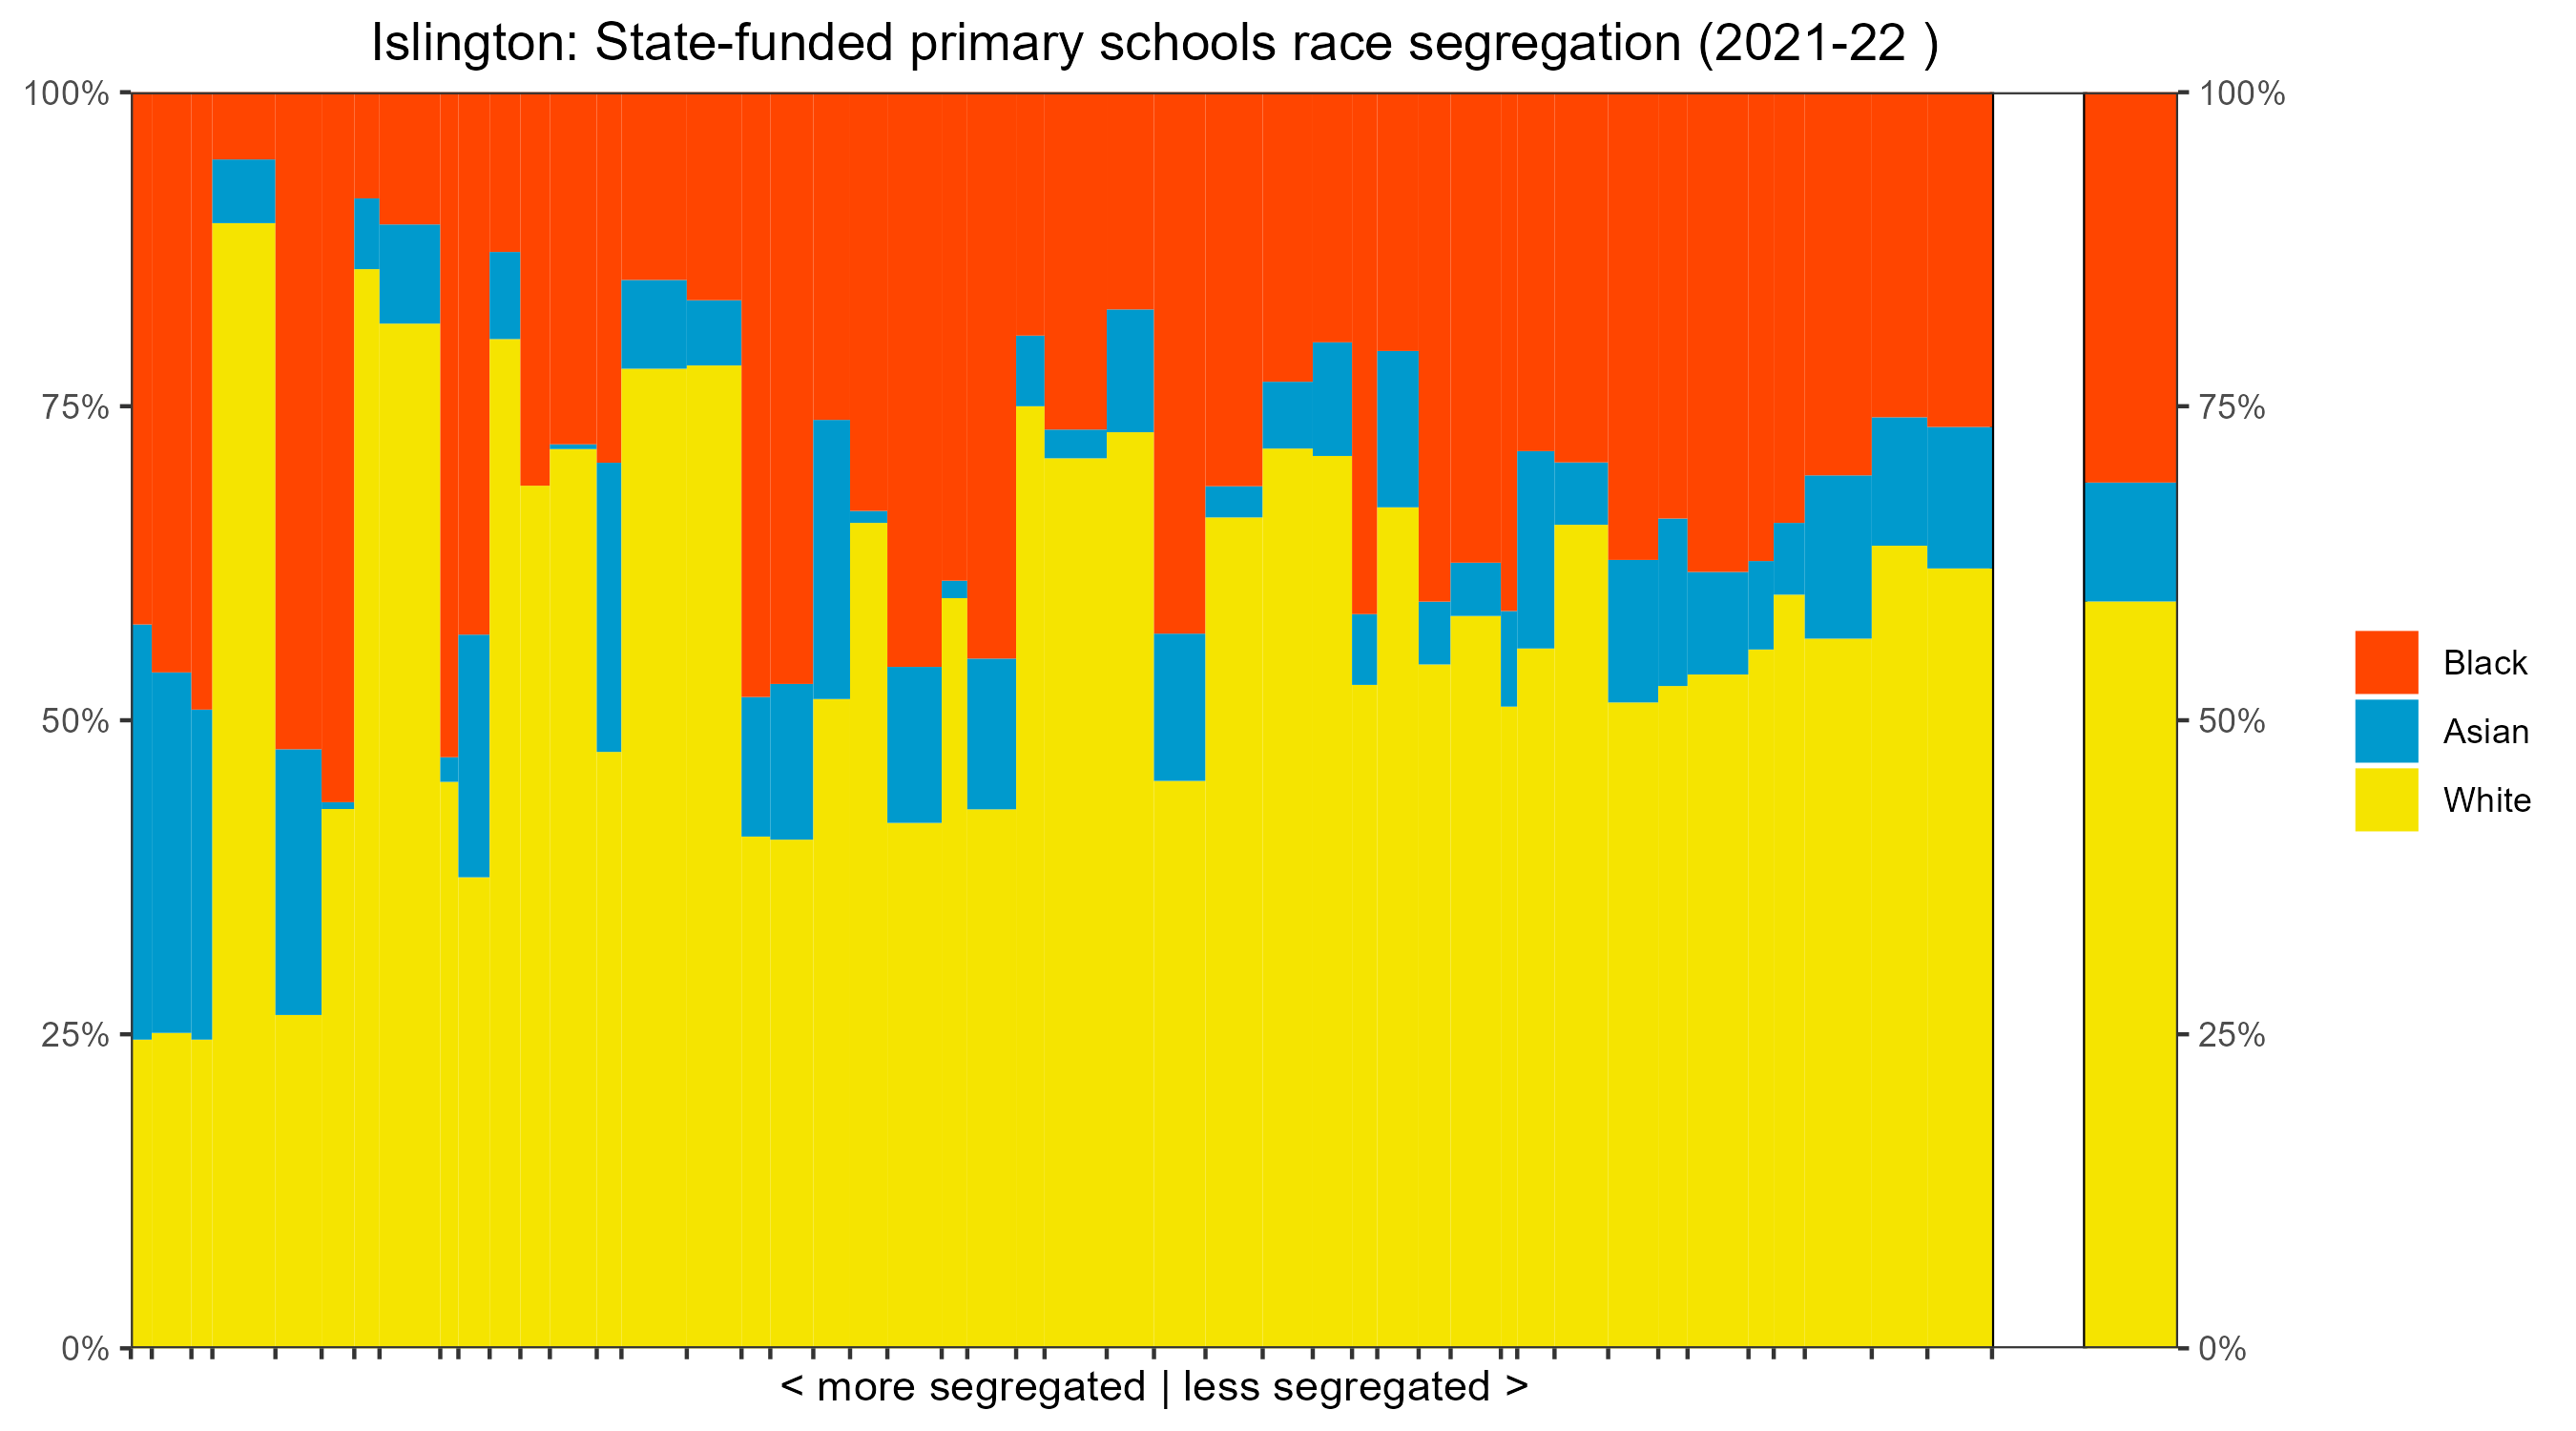 Islington: State-funded primary schools race segregation (2021-22 )
100%
75%
50%
25%
0%
100%
75%
50%
25%
0%
Black
Asian
White
< more segregated | less segregated >